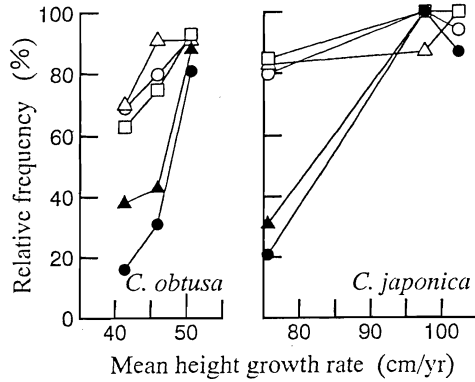 Relative frequency (%)
100
80
60
40
20
0
C. obtusa
C. japonica
40 50
80 90 100
Mean height growth rate (cm/yr)